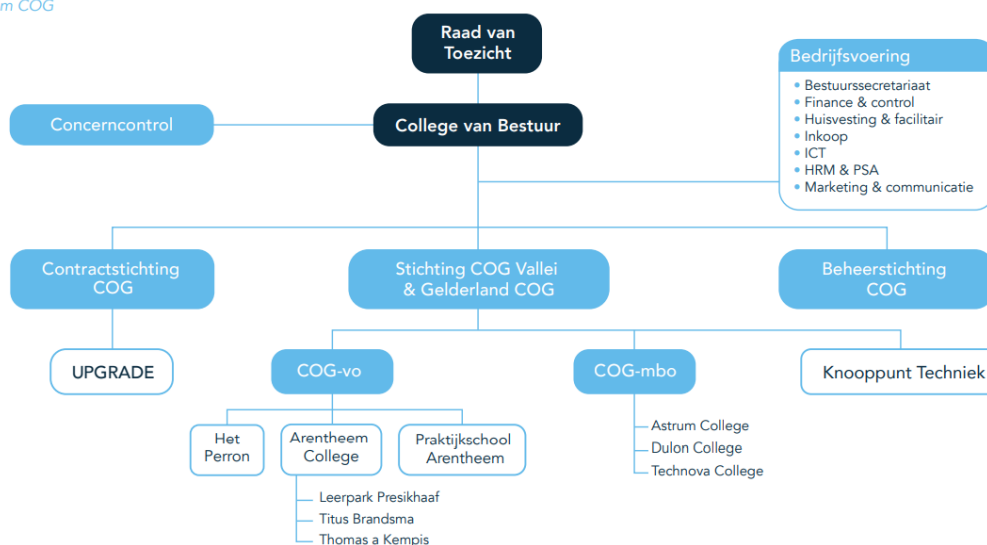 m COG
Raad van
Toezicht
Bedrijfsvoering
• Bestuurssecretariaat
• Finance & control
• Huisvesting & facilitair
• Inkoop
• ICT
• HRM & PSA
• Marketing & communicatie
Concerncontrol
College van Bestuur
Contractstichting
COG
Stichting COG Vallei
& Gelderland COG
Beheerstichting
COG
UPGRADE
COG-vo
COG-mbo
Knooppunt Techniek
Het
Perron
Arentheem
College
Praktijkschool
Arentheem
Astrum College
Dulon College
Technova College
Leerpark Presikhaaf
Titus Brandsma
Thomas a Kempis